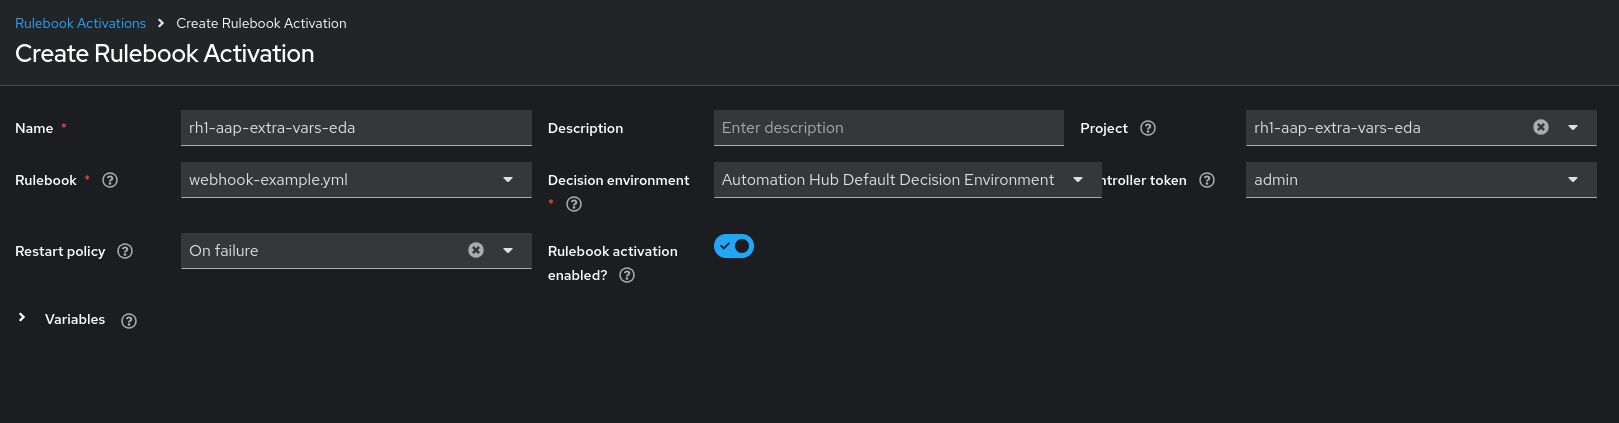 Rulebook Activations > Create Rulebook Activation
Create Rulebook Activation
Name * rh1-aap-extra-vars-eda Description Enter description Project rh1-aap-extra-vars-eda
Rulebook * webhook-example.yml Decision environment * Automation Hub Default Decision Environment ntroller token admin
Restart policy On failure Rulebook activation enabled?
Variables